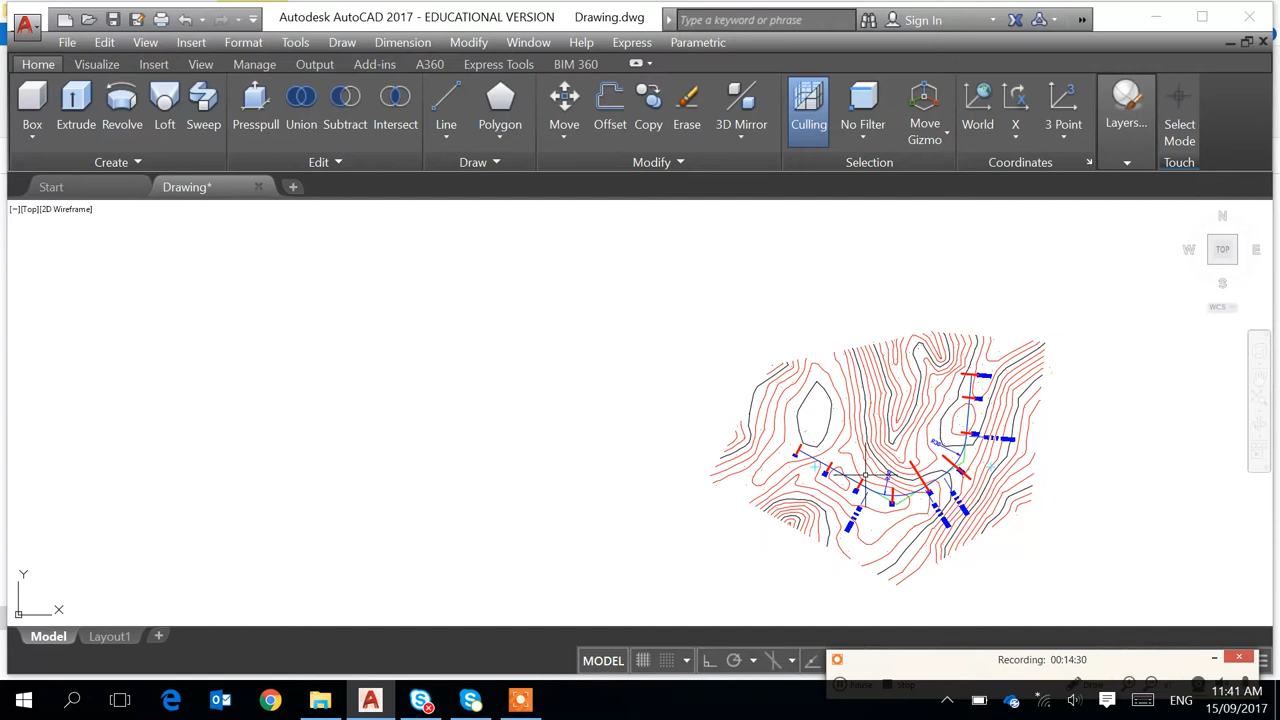 Autodesk AutoCAD 2017 - EDUCATIONAL VERSION Drawing.dwg
Type a keyword or phrase
Sign In
File Edit View Insert Format Tools Draw Dimension Modify Window Help Express Parametric
Home Visualize Insert View Manage Output Add-ins A360 Express Tools BIM 360
Box Extrude Revolve Loft Sweep Presspull Union Subtract Intersect Line Polygon Move Offset Copy Erase 3D Mirror Culling No Filter Move Gizmo World X 3 Point Layers... Select Mode
Create Edit Draw Modify Selection Coordinates Touch
Start Drawing*
[−][Top][2D Wireframe]
N
W TOP E
S
WCS
Y
X
Model Layout1
MODEL
Recording: 00:14:30
Pause Stop
ENG
11:41 AM
15/09/2017